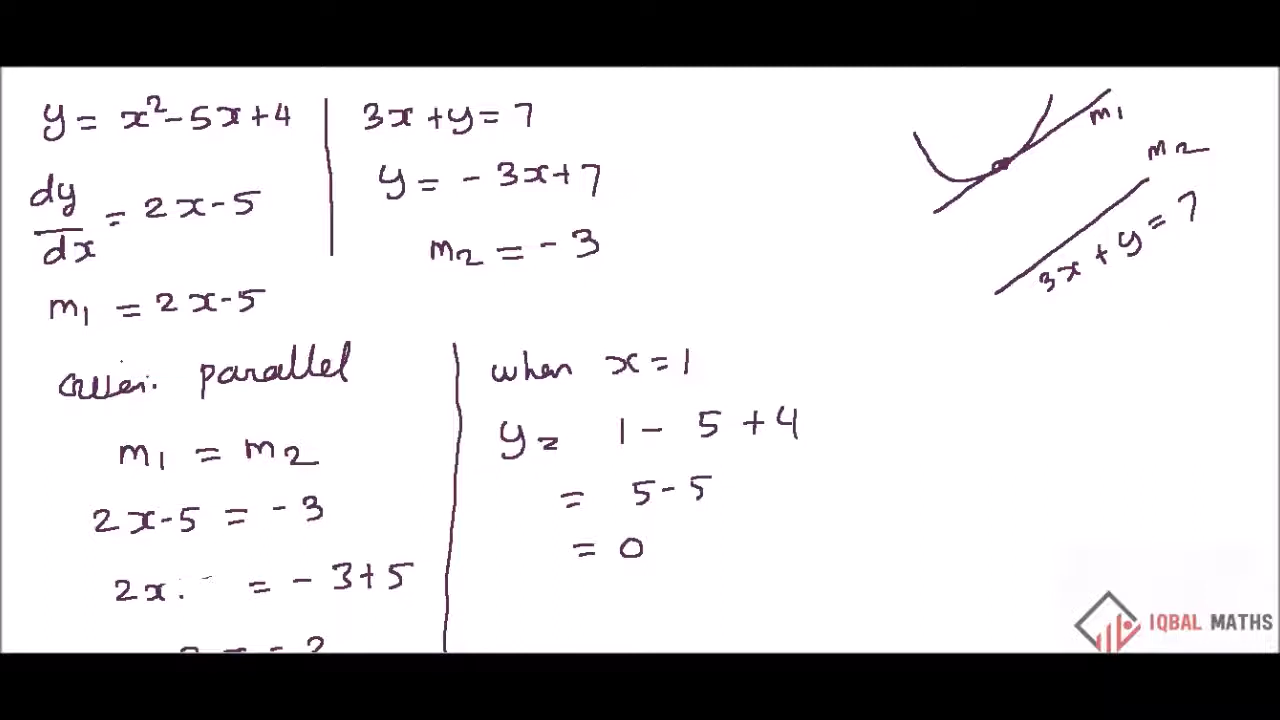 y = x² - 5x + 4
dy/dx = 2x - 5
m₁ = 2x - 5
3x + y = 7
y = - 3x + 7
m₂ = - 3
m₁
m₂
3x + y = 7
parallel
m₁ = m₂
2x - 5 = - 3
2x = - 3 + 5
when x = 1
y = 1 - 5 + 4
= 5 - 5
= 0
IQBAL MATHS